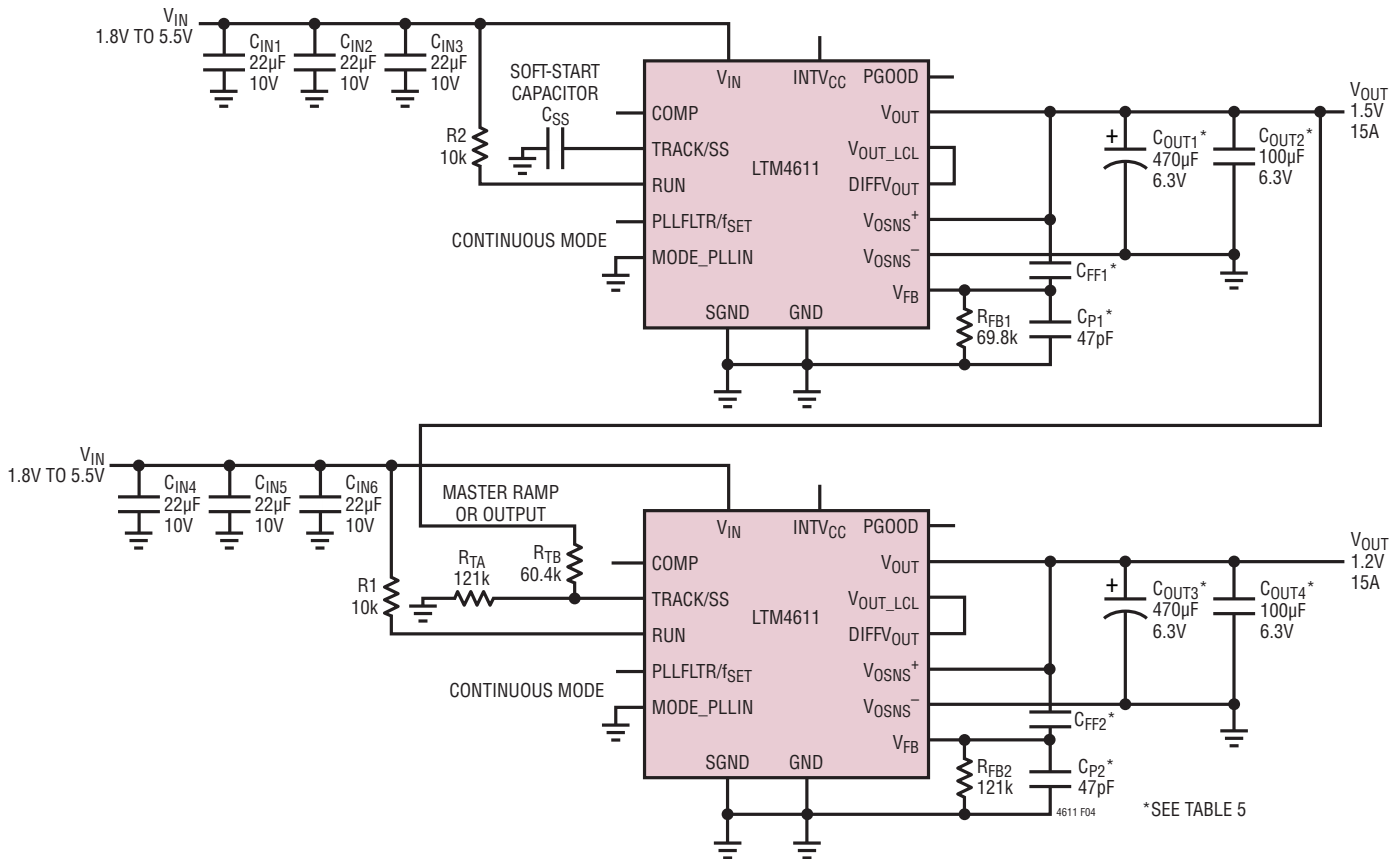 VIN
1.8V TO 5.5V
CIN1
22µF
10V
CIN2
22µF
10V
CIN3
22µF
10V
R2
10k
SOFT-START
CAPACITOR
CSS
VIN
INTVCC
PGOOD
COMP
VOUT
TRACK/SS
VOUT_LCL
LTM4611
RUN
DIFFVOUT
PLLFLTR/fSET
VOSNS+
CONTINUOUS MODE
MODE_PLLIN
VOSNS–
VFB
SGND
GND
RFB1
69.8k
CFF1*
CP1*
47pF
+
COUT1*
470µF
6.3V
COUT2*
100µF
6.3V
VOUT
1.5V
15A
VIN
1.8V TO 5.5V
CIN4
22µF
10V
CIN5
22µF
10V
CIN6
22µF
10V
R1
10k
MASTER RAMP
OR OUTPUT
RTA
121k
RTB
60.4k
VIN
INTVCC
PGOOD
COMP
VOUT
TRACK/SS
VOUT_LCL
LTM4611
RUN
DIFFVOUT
PLLFLTR/fSET
VOSNS+
CONTINUOUS MODE
MODE_PLLIN
VOSNS–
VFB
SGND
GND
RFB2
121k
CFF2*
CP2*
47pF
+
COUT3*
470µF
6.3V
COUT4*
100µF
6.3V
VOUT
1.2V
15A
4611 F04
*SEE TABLE 5